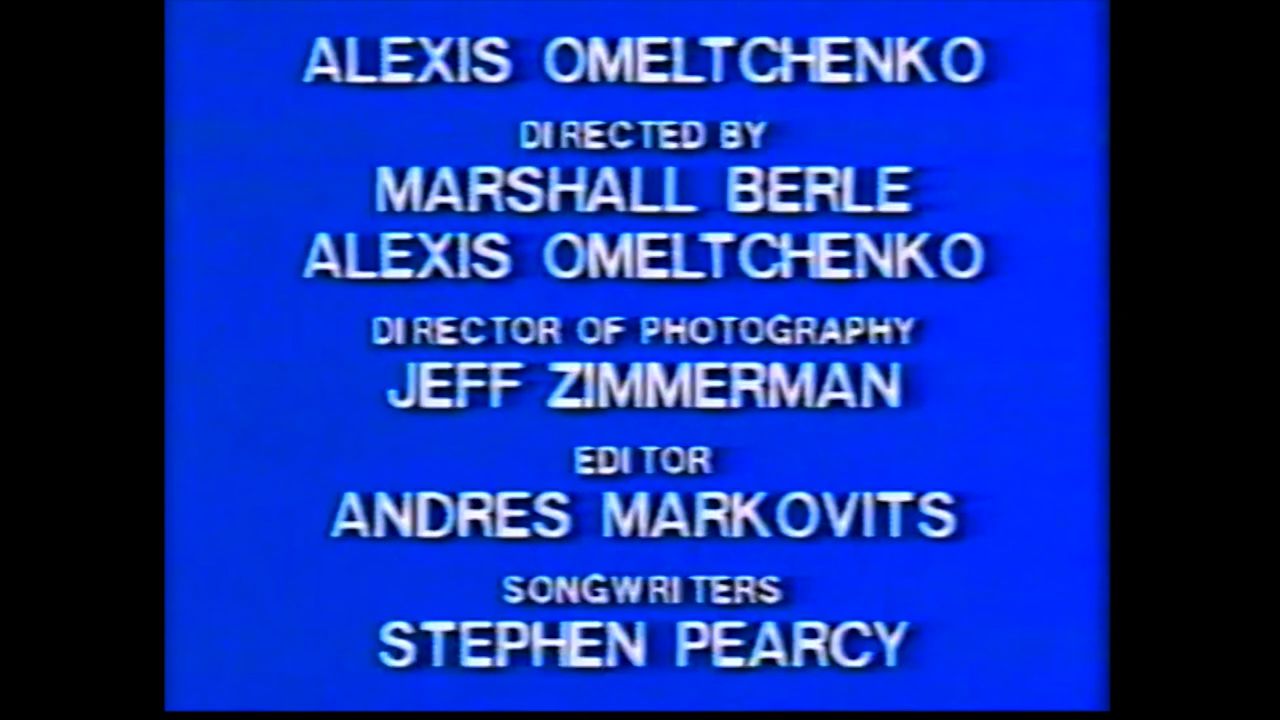 ALEXIS OMELTCHENKO
DIRECTED BY
MARSHALL BERLE
ALEXIS OMELTCHENKO
DIRECTOR OF PHOTOGRAPHY
JEFF ZIMMERMAN
EDITOR
ANDRES MARKOVITS
SONGWRITERS
STEPHEN PEARCY